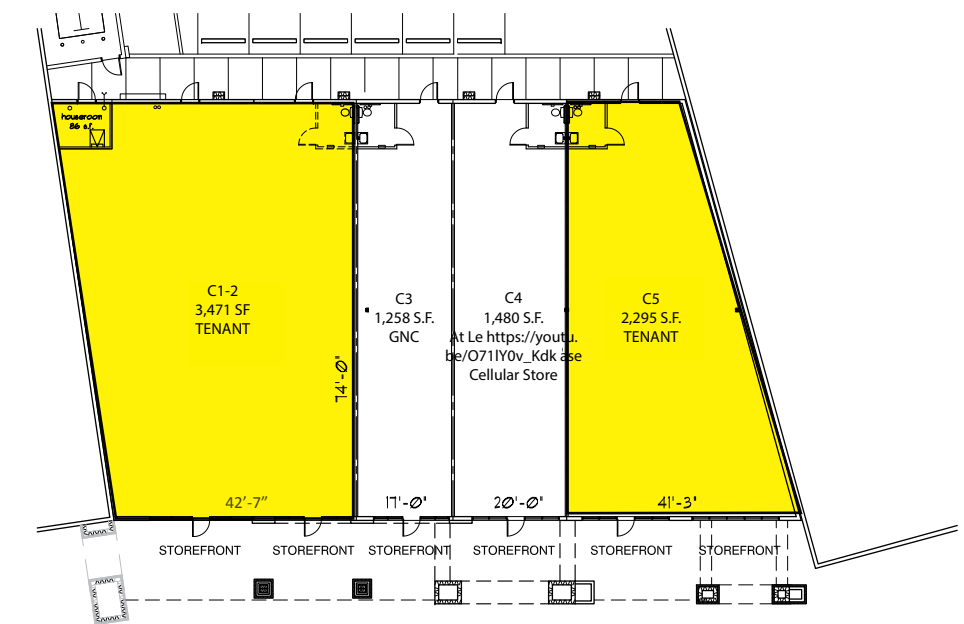 houseroom
86 s.f.
C1-2
3,471 SF
TENANT
C3
1,258 S.F.
GNC
C4
1,480 S.F.
At Le https://youtu.
be/O71lY0v_Kdk ase
Cellular Store
C5
2,295 S.F.
TENANT
74'-0"
42'-7"
17'-0"
20'-0"
41'-3"
STOREFRONT
STOREFRONT
STOREFRONT
STOREFRONT
STOREFRONT
STOREFRONT